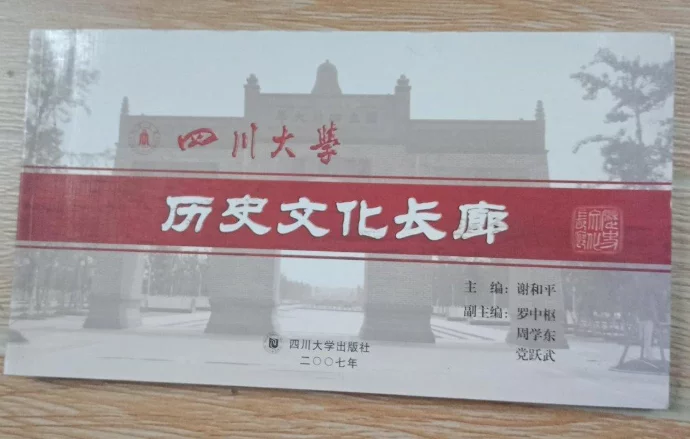 四川大學
历史文化长廊
主 编：谢和平
副主编：罗中枢
周学东
党跃武
四川大学出版社
二〇〇七年